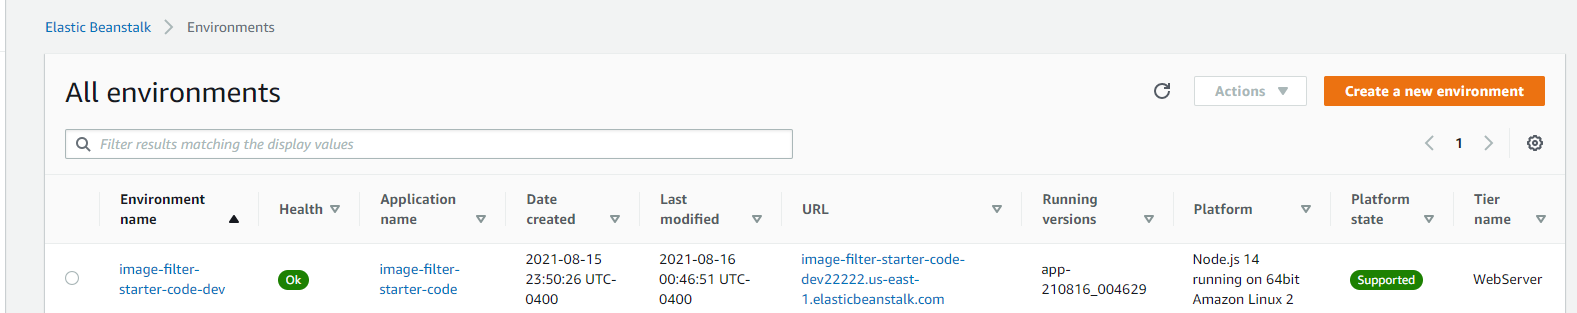 Elastic Beanstalk > Environments
All environments
Actions
Create a new environment
Filter results matching the display values
1
Environment
name
Health
Application
name
Date
created
Last
modified
URL
Running
versions
Platform
Platform
state
Tier
name
image-filter-
starter-code-dev
Ok
image-filter-
starter-code
2021-08-15
23:50:26 UTC-
0400
2021-08-16
00:46:51 UTC-
0400
image-filter-starter-code-
dev22222.us-east-
1.elasticbeanstalk.com
app-
210816_004629
Node.js 14
running on 64bit
Amazon Linux 2
Supported
WebServer